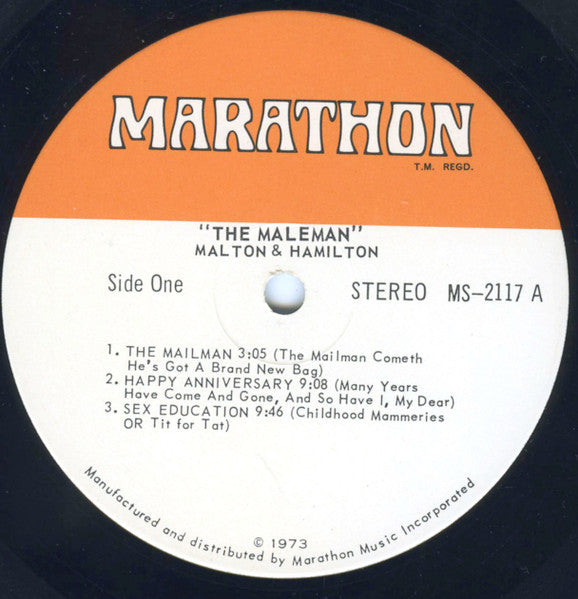 MARATHON
T.M. REGD.
"THE MALEMAN"
MALTON & HAMILTON
Side One
STEREO MS-2117 A
1. THE MAILMAN 3:05 (The Mailman Cometh
He's Got A Brand New Bag)
2. HAPPY ANNIVERSARY 9:08 (Many Years
Have Come And Gone, And So Have I, My Dear)
3. SEX EDUCATION 9:46 (Childhood Mammeries
OR Tit for Tat)
© 1973
Manufactured and distributed by Marathon Music Incorporated